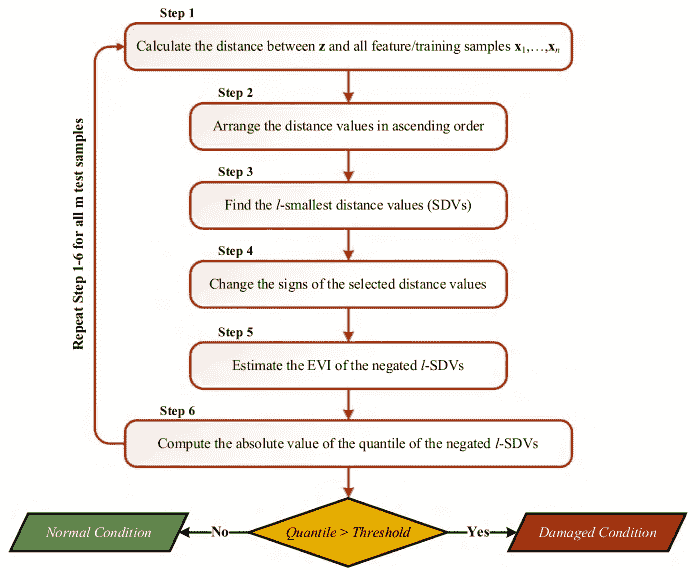 Step 1
Calculate the distance between z and all feature/training samples x1,…,xn
Step 2
Arrange the distance values in ascending order
Step 3
Find the l-smallest distance values (SDVs)
Step 4
Change the signs of the selected distance values
Step 5
Estimate the EVI of the negated l-SDVs
Step 6
Compute the absolute value of the quantile of the negated l-SDVs
Repeat Step 1-6 for all m test samples
Normal Condition
No
Quantile > Threshold
Yes
Damaged Condition